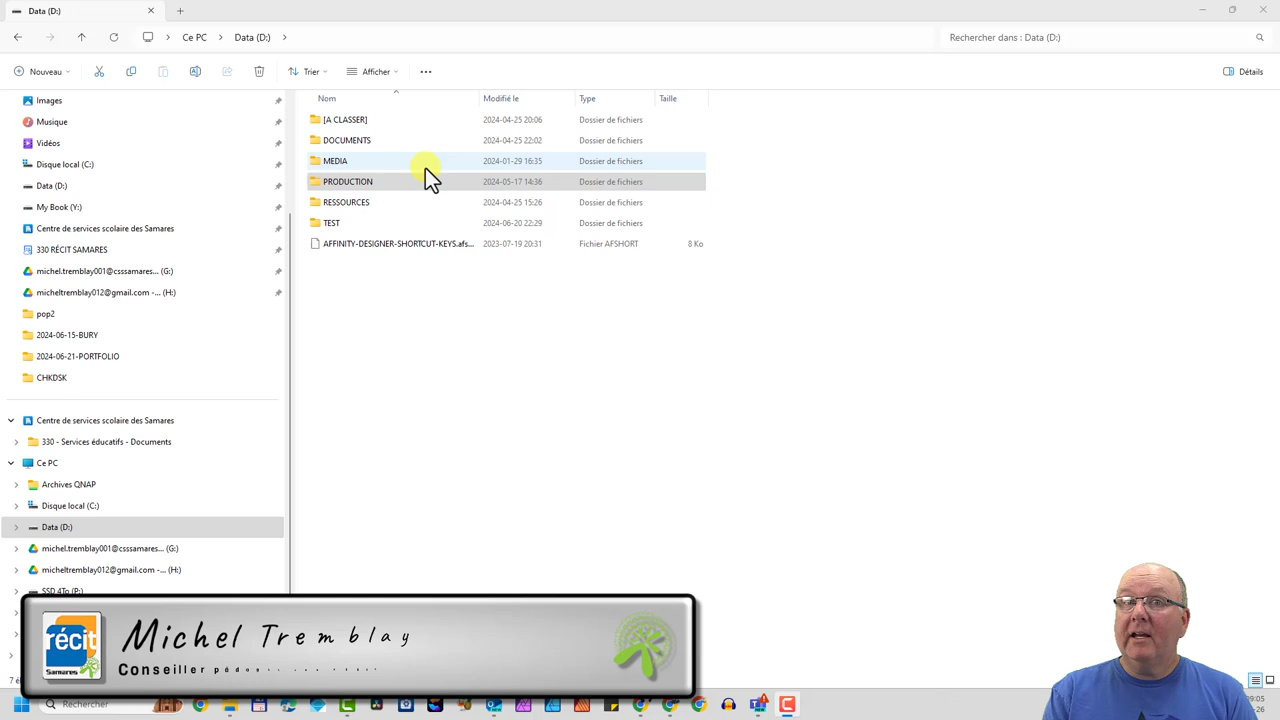 Data (D:)
Ce PC
Data (D:)
Rechercher dans : Data (D:)
Nouveau
Trier
Afficher
Détails
Nom
Modifié le
Type
Taille
[A CLASSER]
2024-04-25 20:06
Dossier de fichiers
DOCUMENTS
2024-04-25 22:02
Dossier de fichiers
MEDIA
2024-01-29 16:35
Dossier de fichiers
PRODUCTION
2024-05-17 14:36
Dossier de fichiers
RESSOURCES
2024-04-25 15:26
Dossier de fichiers
TEST
2024-06-20 22:29
Dossier de fichiers
AFFINITY-DESIGNER-SHORTCUT-KEYS.afs...
2023-07-19 20:31
Fichier AFSHORT
8 Ko
Images
Musique
Vidéos
Disque local (C:)
Data (D:)
My Book (Y:)
Centre de services scolaire des Samares
330 RÉCIT SAMARES
michel.tremblay001@csssamares... (G:)
micheltremblay012@gmail.com -... (H:)
pop2
2024-06-15-BURY
2024-06-21-PORTFOLIO
CHKDSK
Centre de services scolaire des Samares
330 - Services éducatifs - Documents
Ce PC
Archives QNAP
Disque local (C:)
Data (D:)
michel.tremblay001@csssamares... (G:)
micheltremblay012@gmail.com -... (H:)
SSD 4To (P:)
récit
Samares
Michel Tremblay
Conseiller
Rechercher
09:05